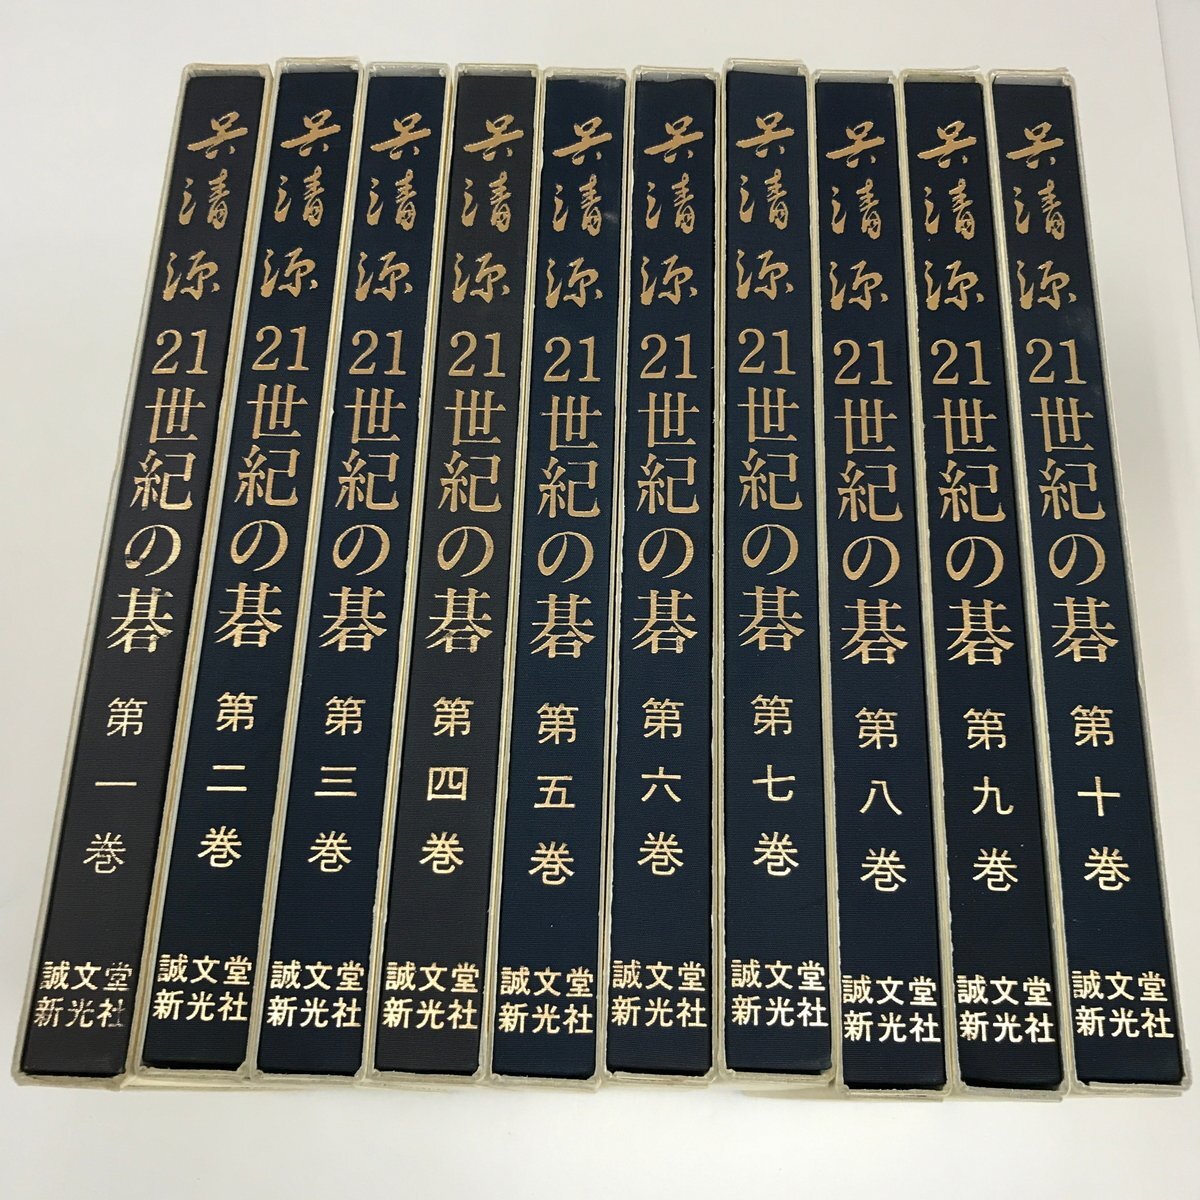 呉清源 21世紀の碁 第一巻
誠文堂
新光社
呉清源 21世紀の碁 第二巻
誠文堂
新光社
呉清源 21世紀の碁 第三巻
誠文堂
新光社
呉清源 21世紀の碁 第四巻
誠文堂
新光社
呉清源 21世紀の碁 第五巻
誠文堂
新光社
呉清源 21世紀の碁 第六巻
誠文堂
新光社
呉清源 21世紀の碁 第七巻
誠文堂
新光社
呉清源 21世紀の碁 第八巻
誠文堂
新光社
呉清源 21世紀の碁 第九巻
誠文堂
新光社
呉清源 21世紀の碁 第十巻
誠文堂
新光社